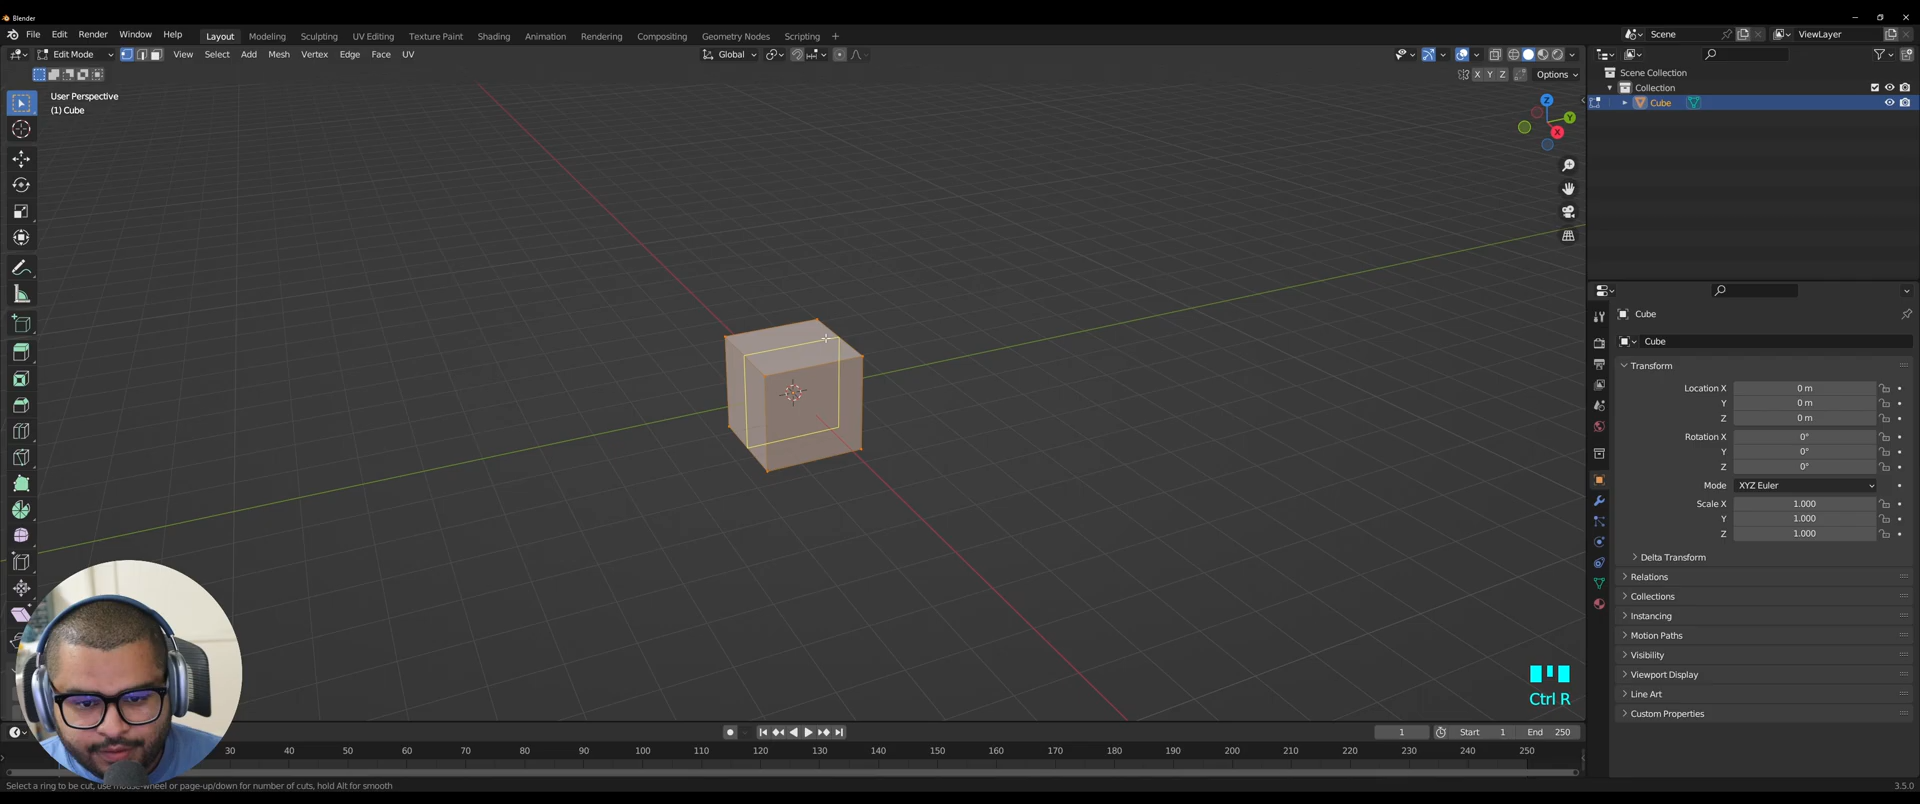 Blender
File Edit Render Window Help Layout Modeling Sculpting UV Editing Texture Paint Shading Animation Rendering Compositing Geometry Nodes Scripting + Scene ViewLayer
Edit Mode View Select Add Mesh Vertex Edge Face UV Global
X Y Z Options
User Perspective
(1) Cube
Z
Y
X
Scene Collection
Collection
Cube
Cube
Cube
Transform
Location X 0 m
Y 0 m
Z 0 m
Rotation X 0°
Y 0°
Z 0°
Mode XYZ Euler
Scale X 1.000
Y 1.000
Z 1.000
Delta Transform
Relations
Collections
Instancing
Motion Paths
Visibility
Viewport Display
Line Art
Custom Properties
Ctrl R
1 Start 1 End 250
30 40 50 60 70 80 90 100 110 120 130 140 150 160 170 180 190 200 210 220 230 240 250
Select a ring to be cut, use mouse-wheel or page-up/down for number of cuts, hold Alt for smooth
3.5.0